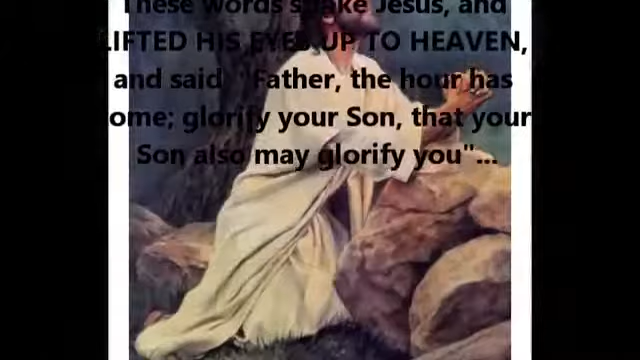 These words spake Jesus, and
LIFTED HIS EYES UP TO HEAVEN,
and said, "Father, the hour has
come; glorify your Son, that your
Son also may glorify you"...